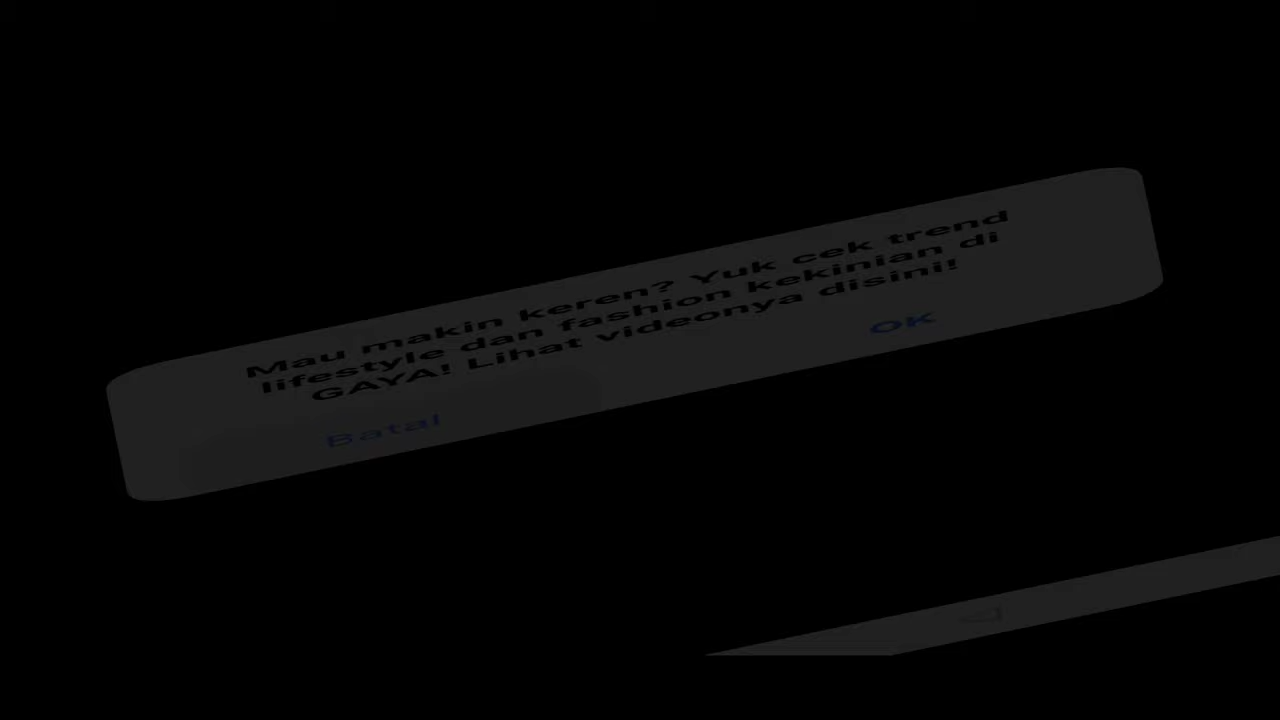 Mau makin keren? Yuk cek trend
lifestyle dan fashion kekinian di
GAYA! Lihat videonya disini!
Batal
OK